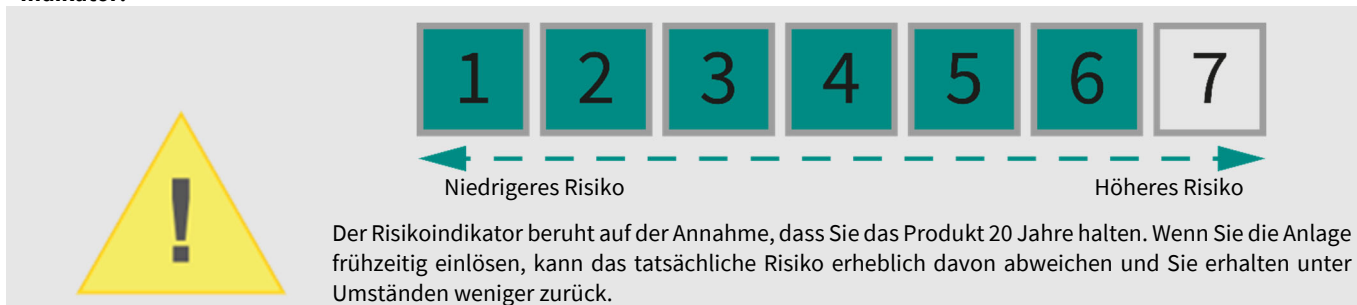 Indikator:
1 2 3 4 5 6 7
Niedrigeres Risiko Höheres Risiko
!
Der Risikoindikator beruht auf der Annahme, dass Sie das Produkt 20 Jahre halten. Wenn Sie die Anlage
frühzeitig einlösen, kann das tatsächliche Risiko erheblich davon abweichen und Sie erhalten unter
Umständen weniger zurück.